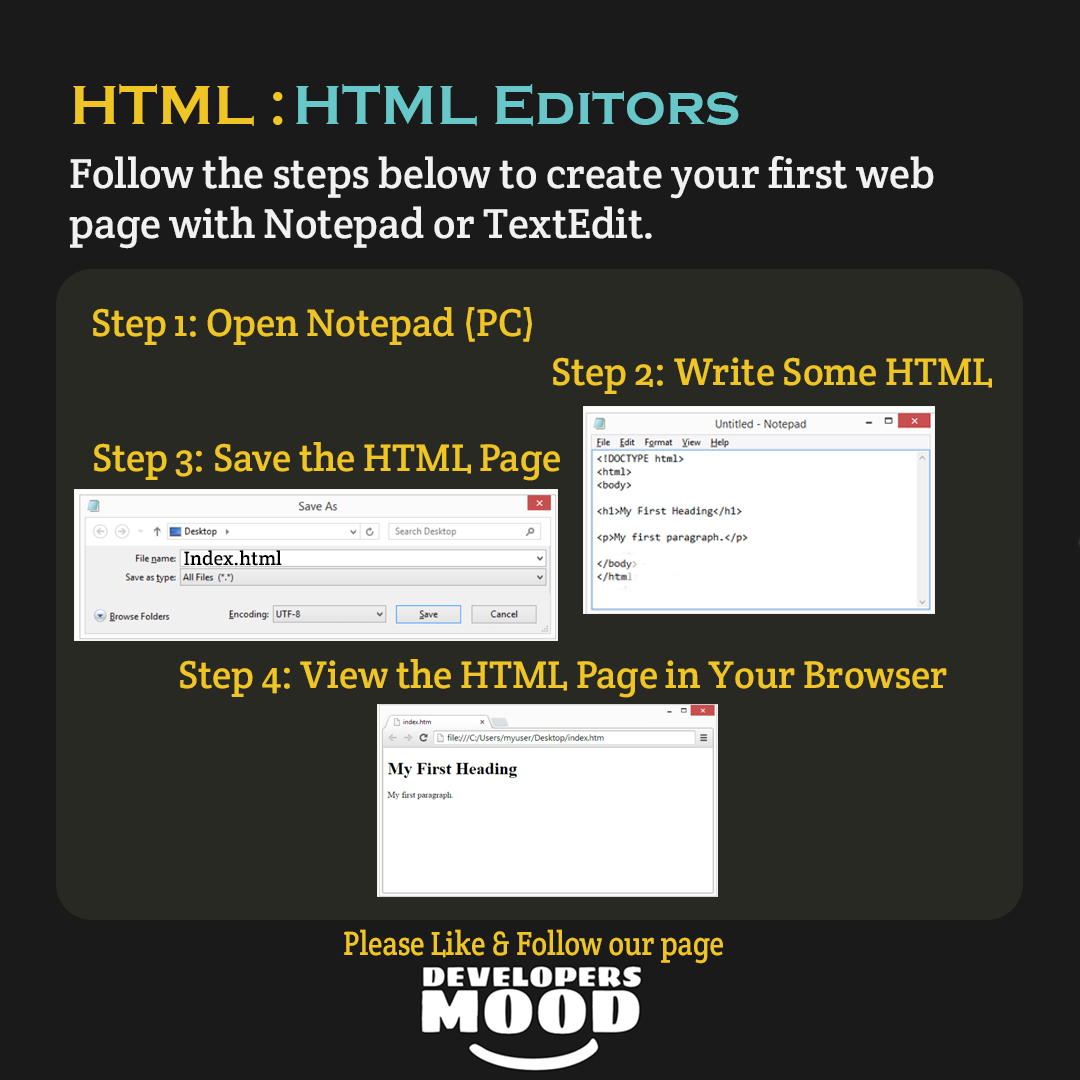 HTML : HTML Editors
Follow the steps below to create your first web
page with Notepad or TextEdit.
Step 1: Open Notepad (PC)
Step 2: Write Some HTML
Untitled - Notepad
File Edit Format View Help
<!DOCTYPE html>
<html>
<body>
<h1>My First Heading</h1>
<p>My first paragraph.</p>
</body>
</html
Step 3: Save the HTML Page
Save As
Desktop
Search Desktop
File name: Index.html
Save as type: All Files (*.*)
Browse Folders
Encoding: UTF-8
Save
Cancel
Step 4: View the HTML Page in Your Browser
index.htm
file:///C:/Users/myuser/Desktop/index.htm
My First Heading
My first paragraph.
Please Like & Follow our page
DEVELOPERS
MOOD